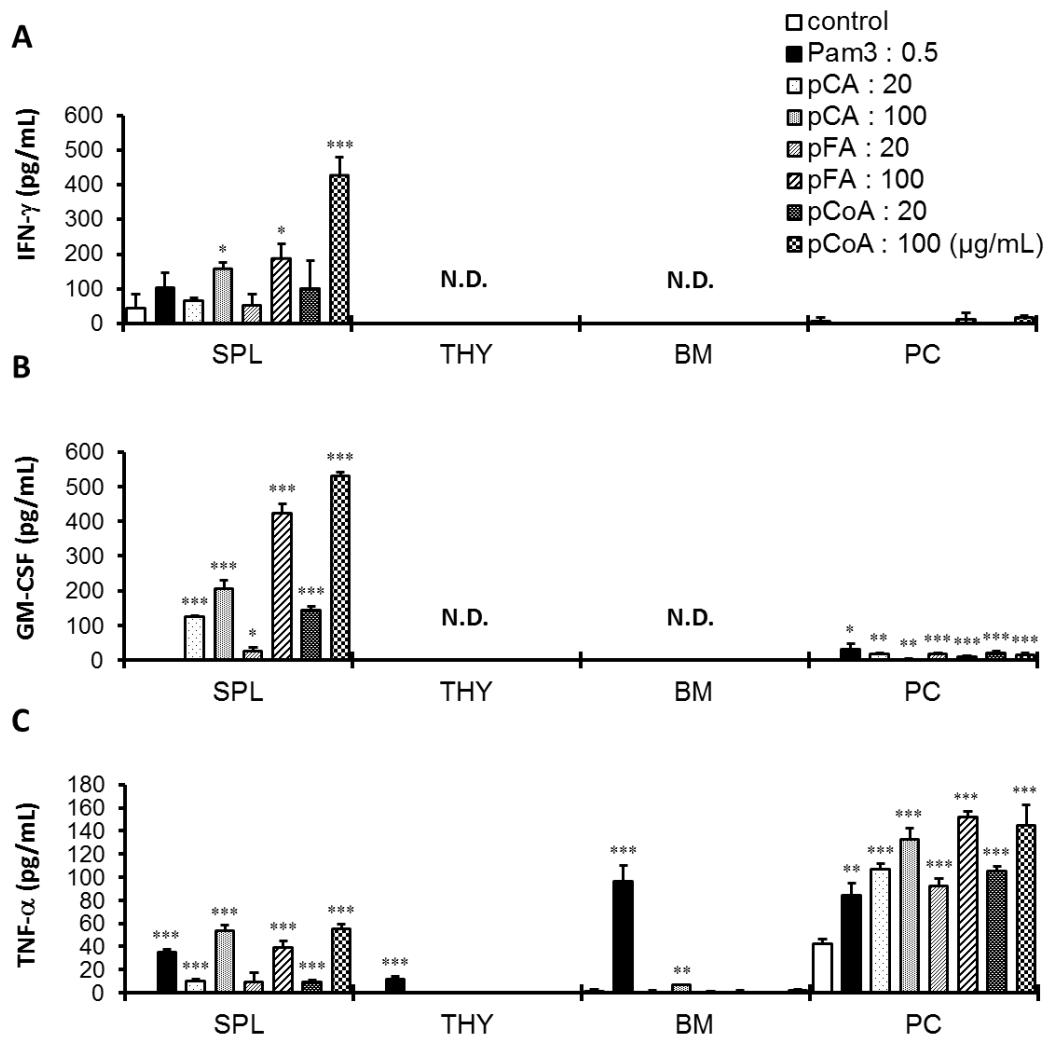 A
control
Pam3 : 0.5
pCA : 20
pCA : 100
pFA : 20
pFA : 100
pCoA : 20
pCoA : 100 (μg/mL)
IFN-γ (pg/mL)
600
500
400
300
200
100
0
*
*
***
N.D.
N.D.
SPL
THY
BM
PC
B
GM-CSF (pg/mL)
600
500
400
300
200
100
0
***
***
*
***
***
***
N.D.
N.D.
*
**
**
***
***
***
***
SPL
THY
BM
PC
C
TNF-α (pg/mL)
180
160
140
120
100
80
60
40
20
0
***
***
***
***
***
***
***
***
**
**
***
***
***
***
***
***
SPL
THY
BM
PC